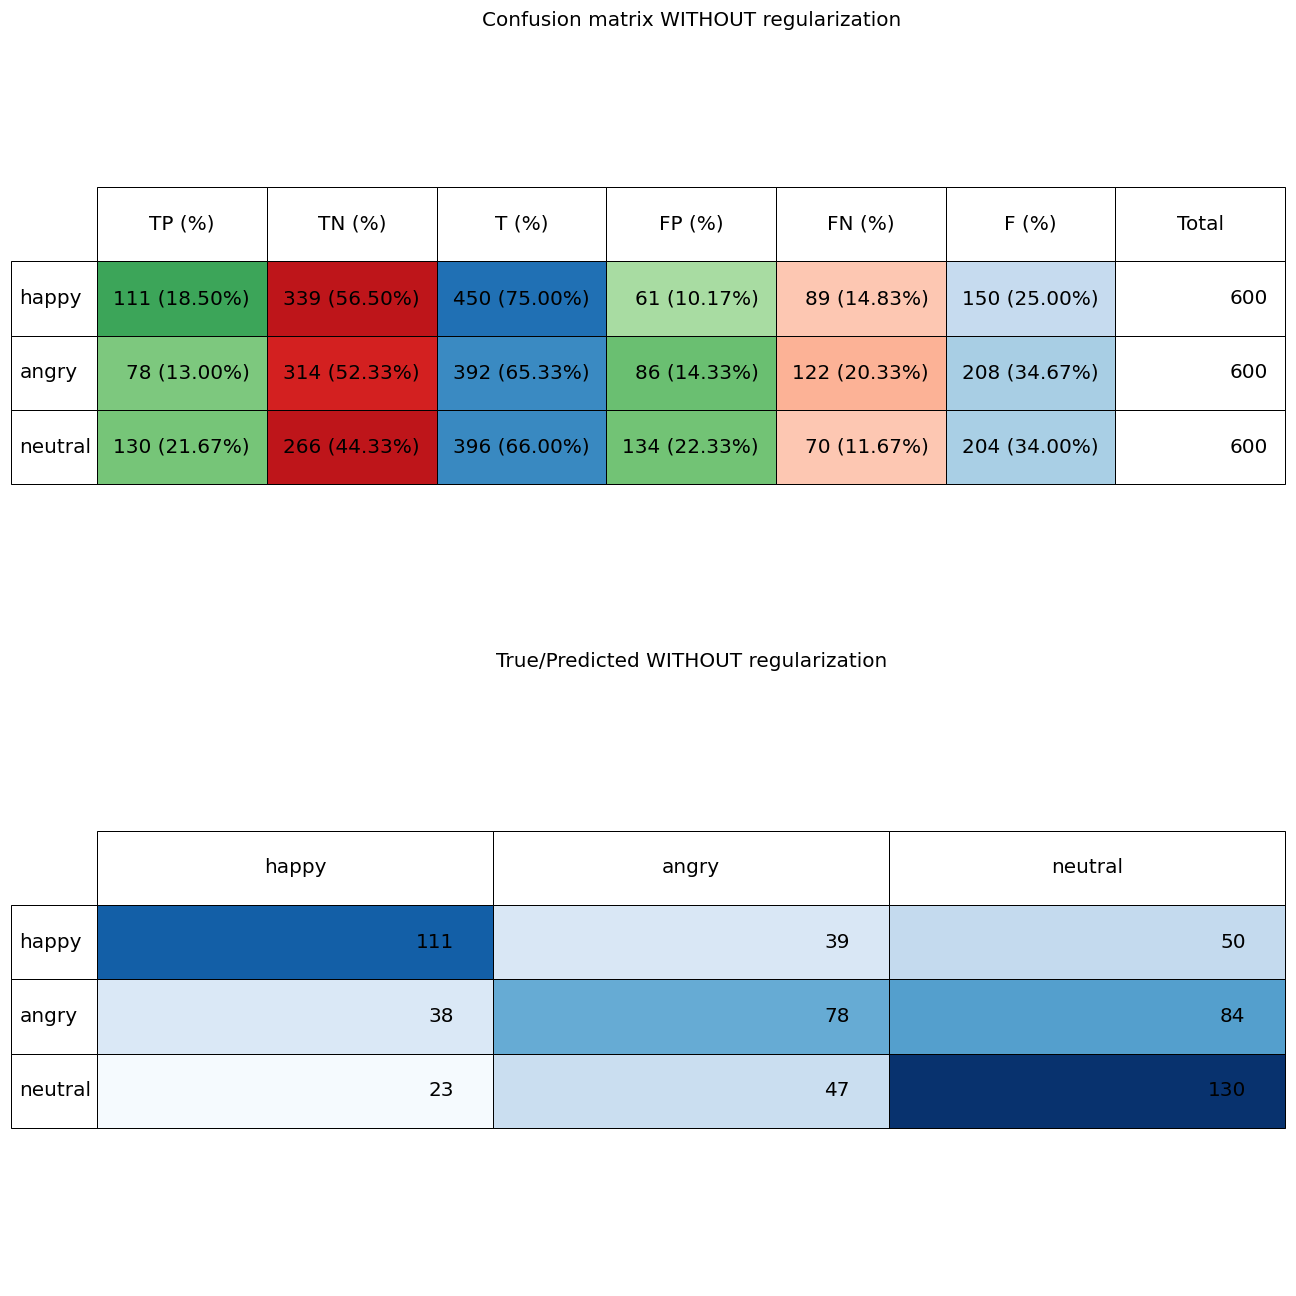 Confusion matrix WITHOUT regularization
TP (%) TN (%) T (%) FP (%) FN (%) F (%) Total
happy 111 (18.50%) 339 (56.50%) 450 (75.00%) 61 (10.17%) 89 (14.83%) 150 (25.00%) 600
angry 78 (13.00%) 314 (52.33%) 392 (65.33%) 86 (14.33%) 122 (20.33%) 208 (34.67%) 600
neutral 130 (21.67%) 266 (44.33%) 396 (66.00%) 134 (22.33%) 70 (11.67%) 204 (34.00%) 600
True/Predicted WITHOUT regularization
happy angry neutral
happy 111 39 50
angry 38 78 84
neutral 23 47 130